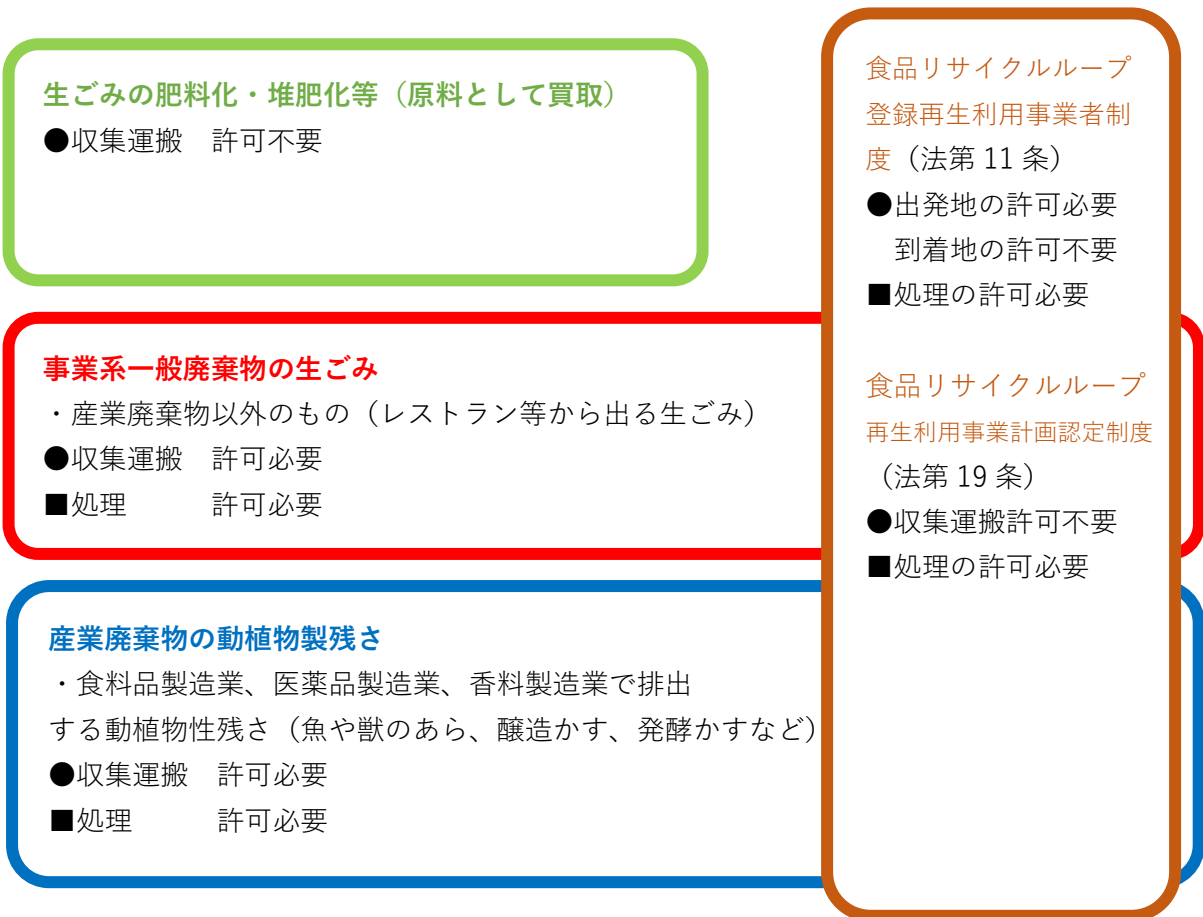 生ごみの肥料化・堆肥化等（原料として買取）
●収集運搬　許可不要
事業系一般廃棄物の生ごみ
・産業廃棄物以外のもの（レストラン等から出る生ごみ）
●収集運搬　許可必要
■処理　　　許可必要
産業廃棄物の動植物製残さ
・食料品製造業、医薬品製造業、香料製造業で排出
する動植物性残さ（魚や獣のあら、醸造かす、発酵かすなど）
●収集運搬　許可必要
■処理　　　許可必要
食品リサイクルループ
登録再生利用事業者制
度（法第 11 条）
●出発地の許可必要
　到着地の許可不要
■処理の許可必要
食品リサイクルループ
再生利用事業計画認定制度
（法第 19 条）
●収集運搬許可不要
■処理の許可必要